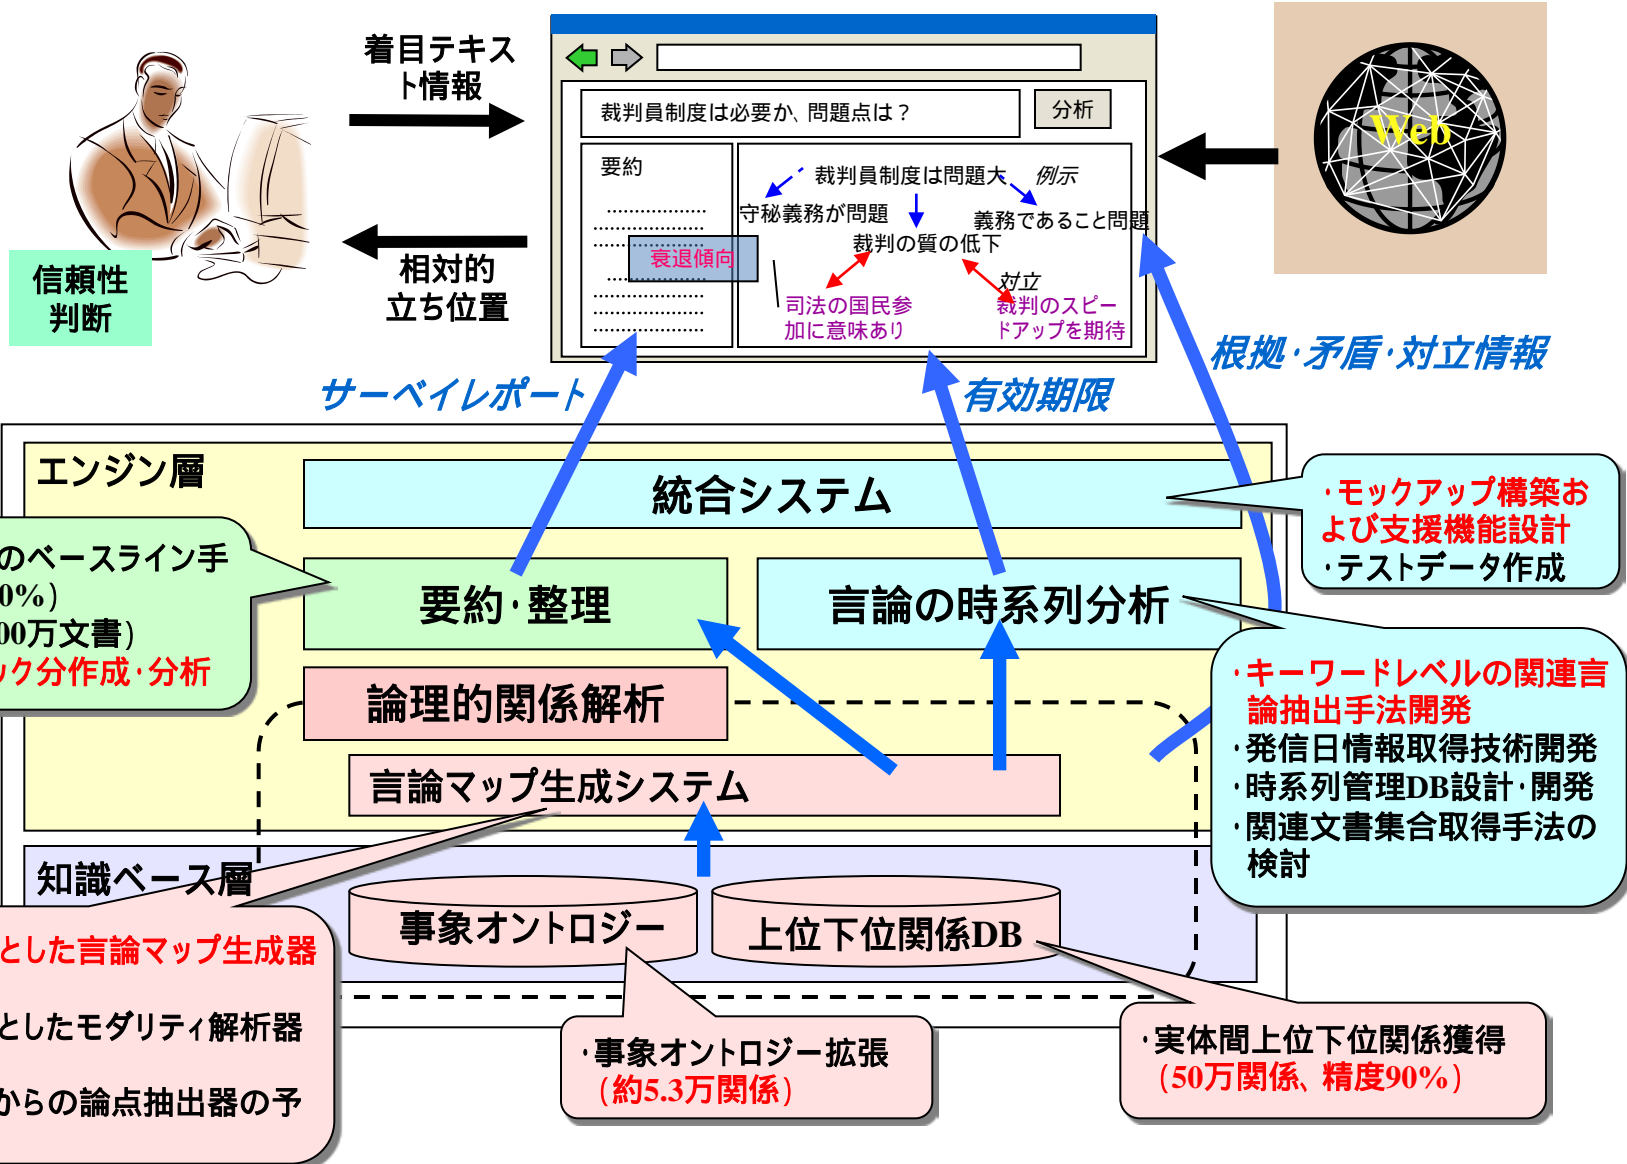 着目テキス
ト情報
裁判員制度は必要か、問題点は？
分析
Web
要約
裁判員制度は問題大
例示
守秘義務が問題
義務であること問題
裁判の質の低下
衰退傾向
対立
司法の国民参
加に意味あり
裁判のスピー
ドアップを期待
信頼性
判断
相対的
立ち位置
サーベイレポート
有効期限
根拠・矛盾・対立情報
エンジン層
統合システム
・モックアップ構築お
よび支援機能設計
・テストデータ作成
のベースライン手
0%）
00万文書）
ック分作成・分析
要約・整理
言論の時系列分析
論理的関係解析
言論マップ生成システム
・キーワードレベルの関連言
論抽出手法開発
・発信日情報取得技術開発
・時系列管理DB設計・開発
・関連文書集合取得手法の
検討
知識ベース層
事象オントロジー
上位下位関係DB
とした言論マップ生成器
としたモダリティ解析器
からの論点抽出器の予
・事象オントロジー拡張
（約5.3万関係）
・実体間上位下位関係獲得
（50万関係、精度90%）